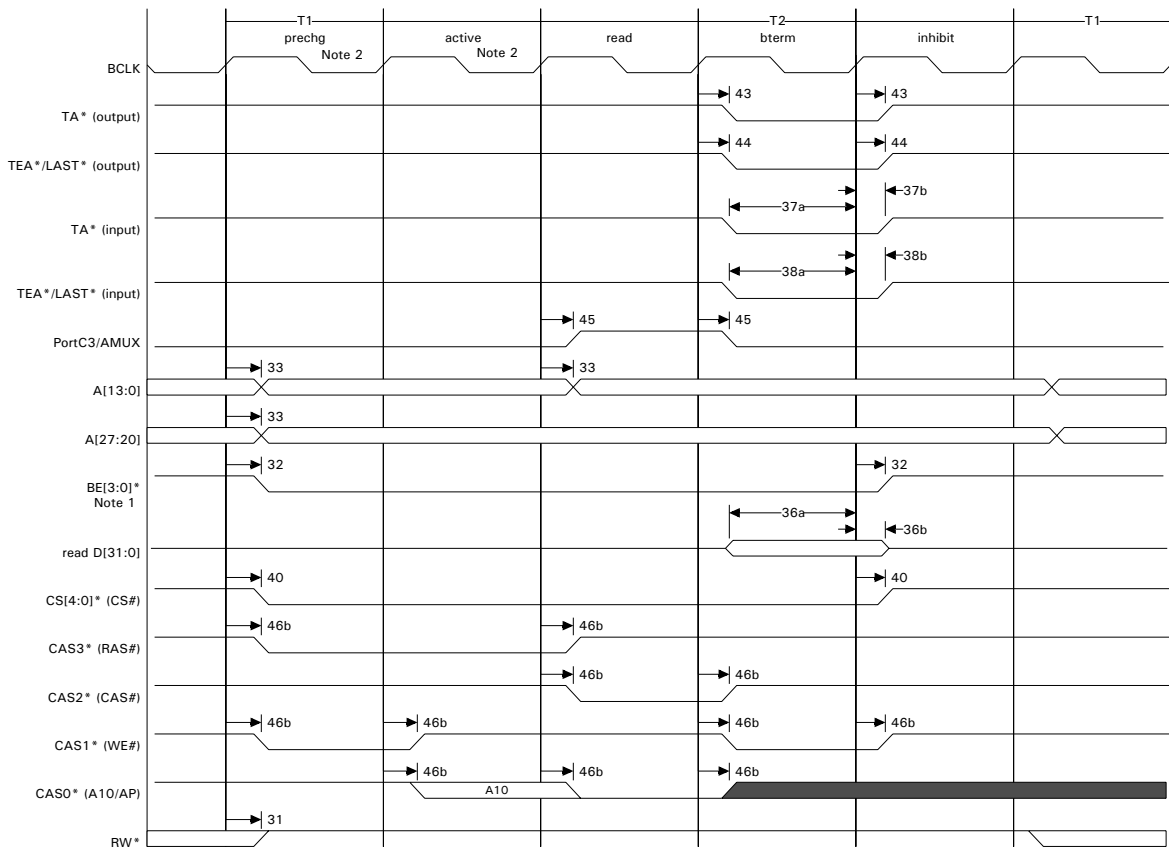 T1 T2 T1
prechg active read bterm inhibit
Note 2 Note 2
BCLK
43 43
TA* (output)
44 44
TEA*/LAST* (output)
37b
37a
TA* (input)
38b
38a
TEA*/LAST* (input)
45 45
PortC3/AMUX
33 33
A[13:0]
33
A[27:20]
32 32
BE[3:0]*
Note 1
36a
36b
read D[31:0]
40 40
CS[4:0]* (CS#)
46b 46b
CAS3* (RAS#)
46b 46b
CAS2* (CAS#)
46b 46b 46b 46b
CAS1* (WE#)
46b 46b 46b
CAS0* (A10/AP) A10
31
RW*